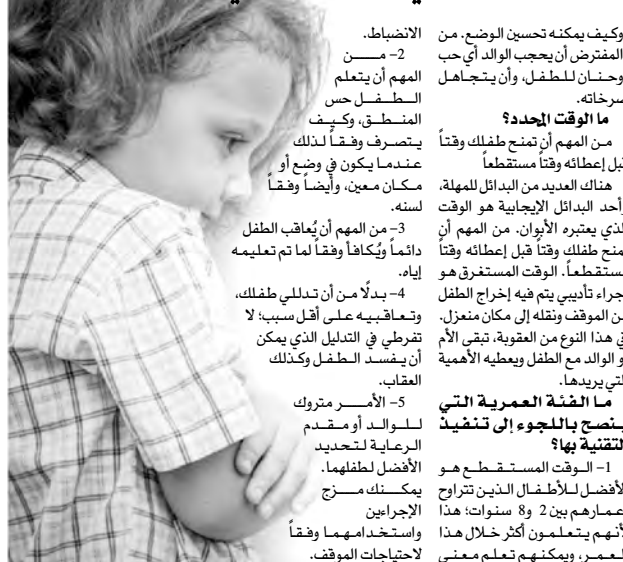 وكيف يمكنه تحسين الوضع. من
المفترض أن يحجب الوالد أي حب
وحنان للطفل، وأن يتجاهل
صرخاته.
ما الوقت المحدد؟
من المهم أن تمنح طفلك وقتاً
قبل إعطائه وقتاً مستقطعاً
هناك العديد من البدائل للمهلة،
وأحد البدائل الإيجابية هو الوقت
الذي يعتبره الأبوان. من المهم أن
تمنح طفلك وقتاً قبل إعطائه وقتاً
مستقطعاً. الوقت المستغرق هو
إجراء تأديبي يتم فيه إخراج الطفل
من الموقف ونقله إلى مكان منعزل.
في هذا النوع من العقوبة، تبقى الأم
أو الوالد مع الطفل ويعطيه الأهمية
التي يريدها.
ما الفئة العمرية التي
ينصح باللجوء إلى تنفيذ
التقنية بها؟
1– الوقت المستقطع هو
الأفضل للأطفال الذين تتراوح
أعمارهم بين 2 و8 سنوات؛ هذا
لأنهم يتعلمون أكثر خلال هذا
العمر، ويمكنهم تعلم معنى
الانضباط.
2– من
المهم أن يتعلم
الطفل حس
المنطق، وكيف
يتصرف وفقاً لذلك
عندما يكون في وضع أو
مكان معين، وأيضاً وفقاً
لسنه.
3– من المهم أن يُعاقب الطفل
دائماً ويُكافأ وفقاً لما تم تعليمه
إياه.
4– بدلًا من أن تدللي طفلك،
وتعاقبيه على أقل سبب؛ لا
تفرطي في التدليل الذي يمكن
أن يفسد الطفل وكذلك
العقاب.
5– الأمر متروك
للوالد أو مقدم
الرعاية لتحديد
الأفضل لطفلهما.
يمكنك مزج
الإجراءين
واستخدامهما وفقاً
لاحتياجات الموقف.